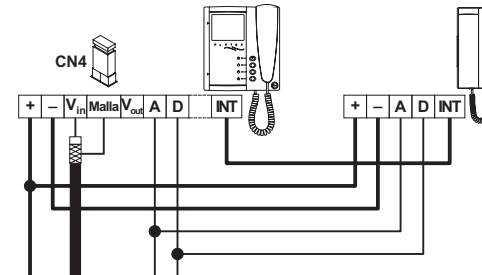 CN4
+ – Vin Malla Vout A D INT
+ – A D INT